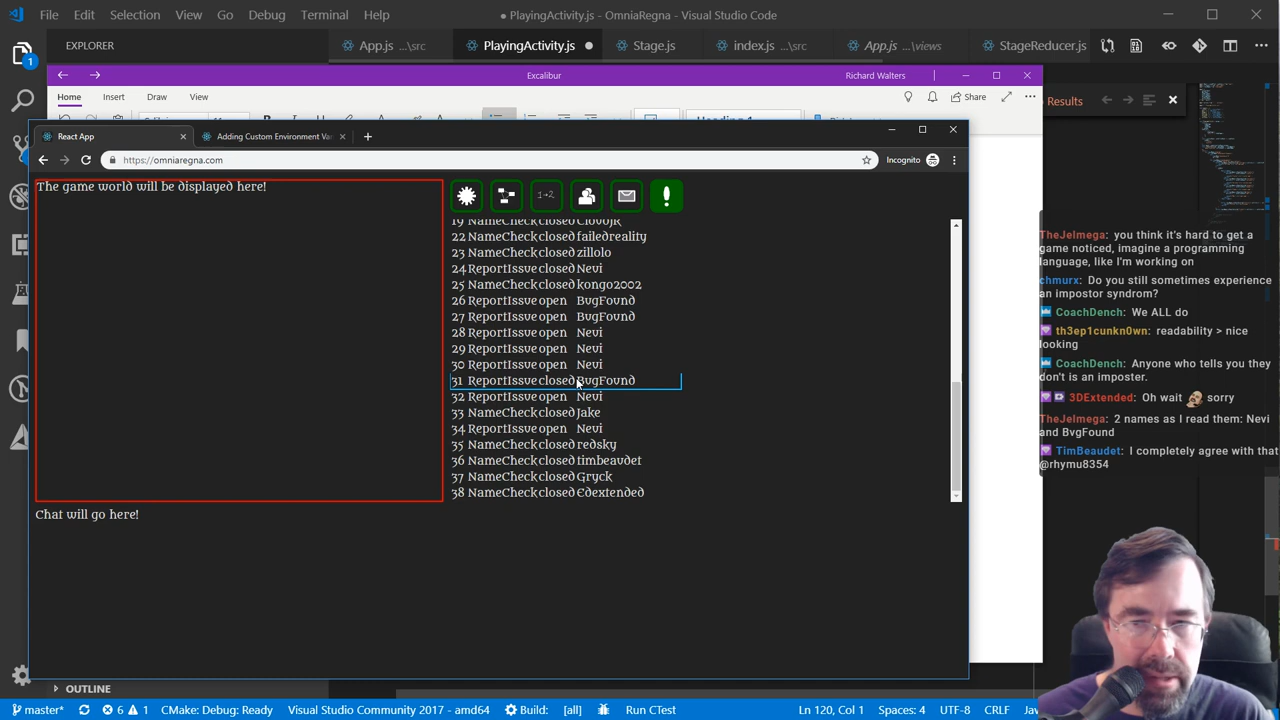 File Edit Selection View Go Debug Terminal Help
● PlayingActivity.js - OmniaRegna - Visual Studio Code
EXPLORER
App.js ...\src
PlayingActivity.js ●
Stage.js
index.js ...\src
App.js ...\views
StageReducer.js
1
Excalibur
Richard Walters
Home Insert Draw View
Share
Results
React App
Adding Custom Environment Va
https://omniaregna.com
Incognito
The game world will be displayed here!
1→2,
!
19 NameCheck closed ClovoJR
22 NameCheck closed failedreality
23 NameCheck closed zillolo
24 ReportIssue closed Nevi
25 NameCheck closed kongo2002
26 ReportIssue open BugFound
27 ReportIssue open BugFound
28 ReportIssue open Nevi
29 ReportIssue open Nevi
30 ReportIssue open Nevi
31 ReportIssue closed BugFound
32 ReportIssue open Nevi
33 NameCheck closed Jake
34 ReportIssue open Nevi
35 NameCheck closed redsky
36 NameCheck closed timbeaudet
37 NameCheck closed Gryck
38 NameCheck closed Edextended
Chat will go here!
TheJelmega: you think it's hard to get a
game noticed, imagine a programming
language, like I'm working on
chmurx: Do you still sometimes experience
an impostor syndrom?
CoachDench: We ALL do
th3ep1cunkn0wn: readability > nice
looking
CoachDench: Anyone who tells you they
don't is an imposter.
3DExtended: Oh wait sorry
TheJelmega: 2 names as I read them: Nevi
and BvgFound
TimBeaudet: I completely agree with that
@rhymu8354
OUTLINE
master* 6 1 CMake: Debug: Ready Visual Studio Community 2017 - amd64 Build: [all] Run CTest Ln 120, Col 1 Spaces: 4 UTF-8 CRLF